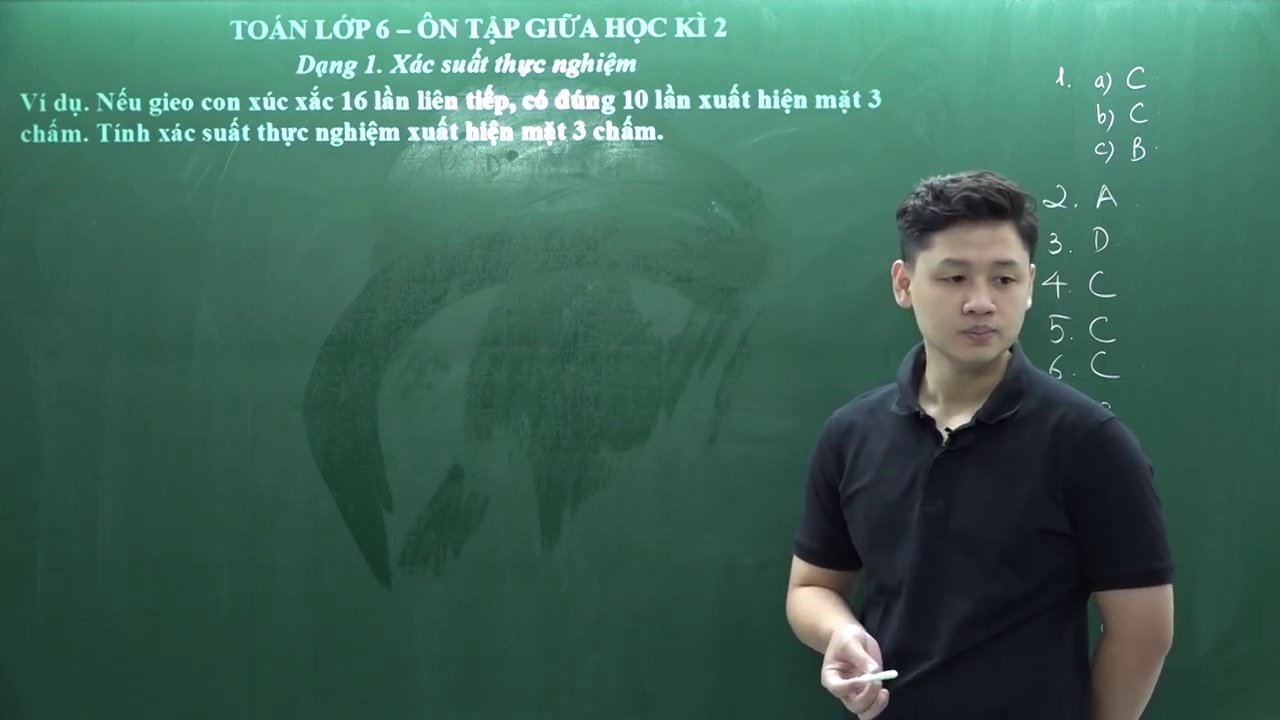 TOÁN LỚP 6 – ÔN TẬP GIỮA HỌC KÌ 2
Dạng 1. Xác suất thực nghiệm
Ví dụ. Nếu gieo con xúc xắc 16 lần liên tiếp, có đúng 10 lần xuất hiện mặt 3
chấm. Tính xác suất thực nghiệm xuất hiện mặt 3 chấm.
1. a) C
b) C
c) B
2. A
3. D
4. C
5. C
6. C